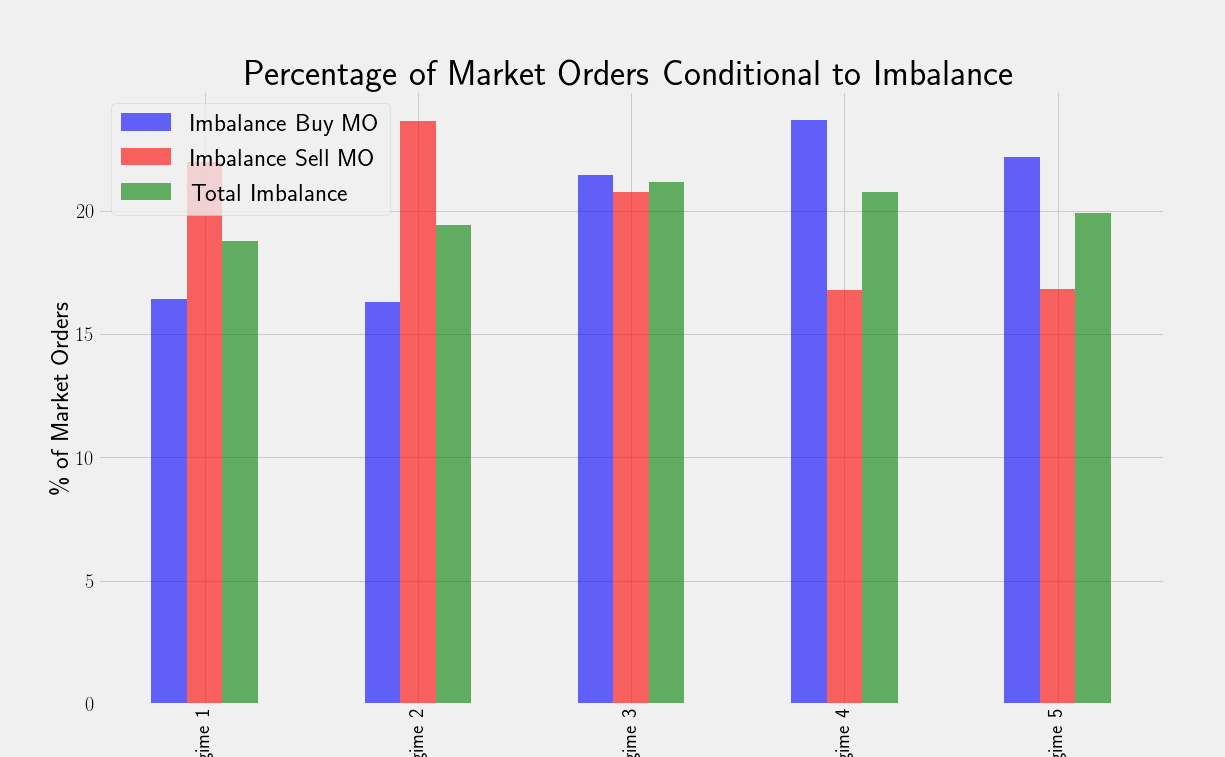 Percentage of Market Orders Conditional to Imbalance
Imbalance Buy MO
Imbalance Sell MO
Total Imbalance
% of Market Orders
20
15
10
5
0
gime 1
gime 2
gime 3
gime 4
gime 5